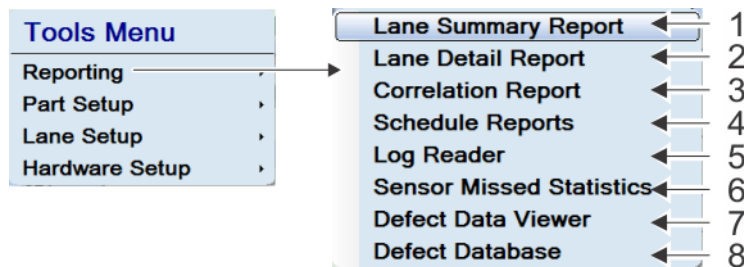 Tools Menu
Reporting
Part Setup
Lane Setup
Hardware Setup
Lane Summary Report 1
Lane Detail Report 2
Correlation Report 3
Schedule Reports 4
Log Reader 5
Sensor Missed Statistics 6
Defect Data Viewer 7
Defect Database 8